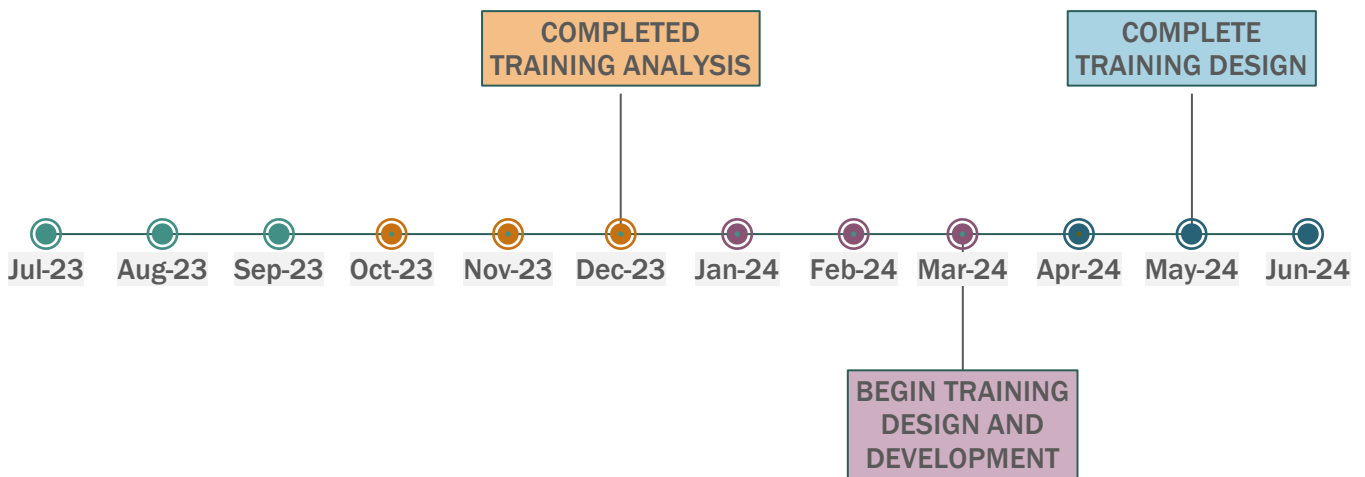 COMPLETED
TRAINING ANALYSIS
COMPLETE
TRAINING DESIGN
Jul-23 Aug-23 Sep-23 Oct-23 Nov-23 Dec-23 Jan-24 Feb-24 Mar-24 Apr-24 May-24 Jun-24
BEGIN TRAINING
DESIGN AND
DEVELOPMENT